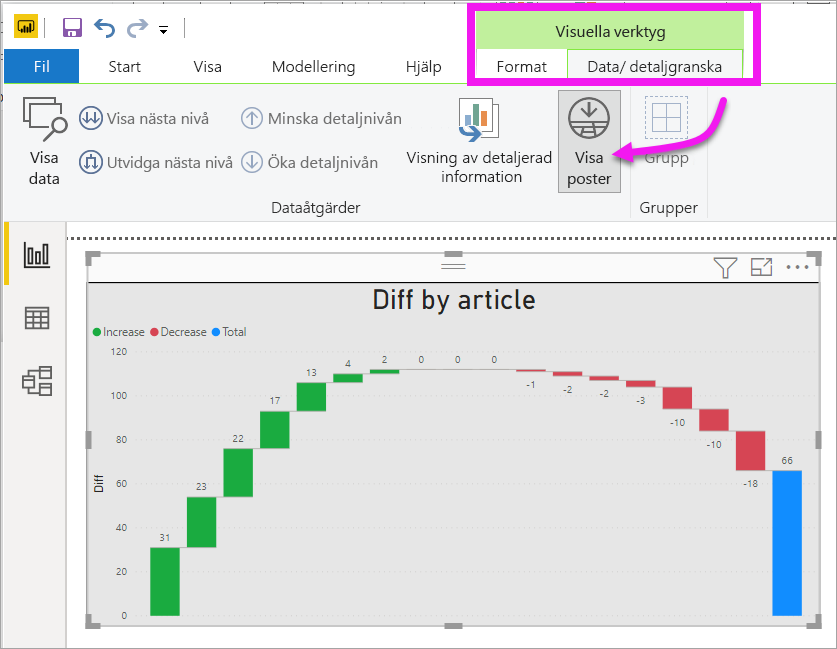 Visuella verktyg
Fil
Start
Visa
Modellering
Hjälp
Format
Data/ detaljgranska
Visa
data
Visa nästa nivå
Utvidga nästa nivå
Minska detaljnivån
Öka detaljnivån
Visning av detaljerad
information
Visa
poster
Grupp
Dataåtgärder
Grupper
Diff by article
Increase
Decrease
Total
120
100
80
60
40
20
0
Diff
31
23
22
17
13
4
2
0
0
0
-1
-2
-2
-3
-10
-10
-18
66